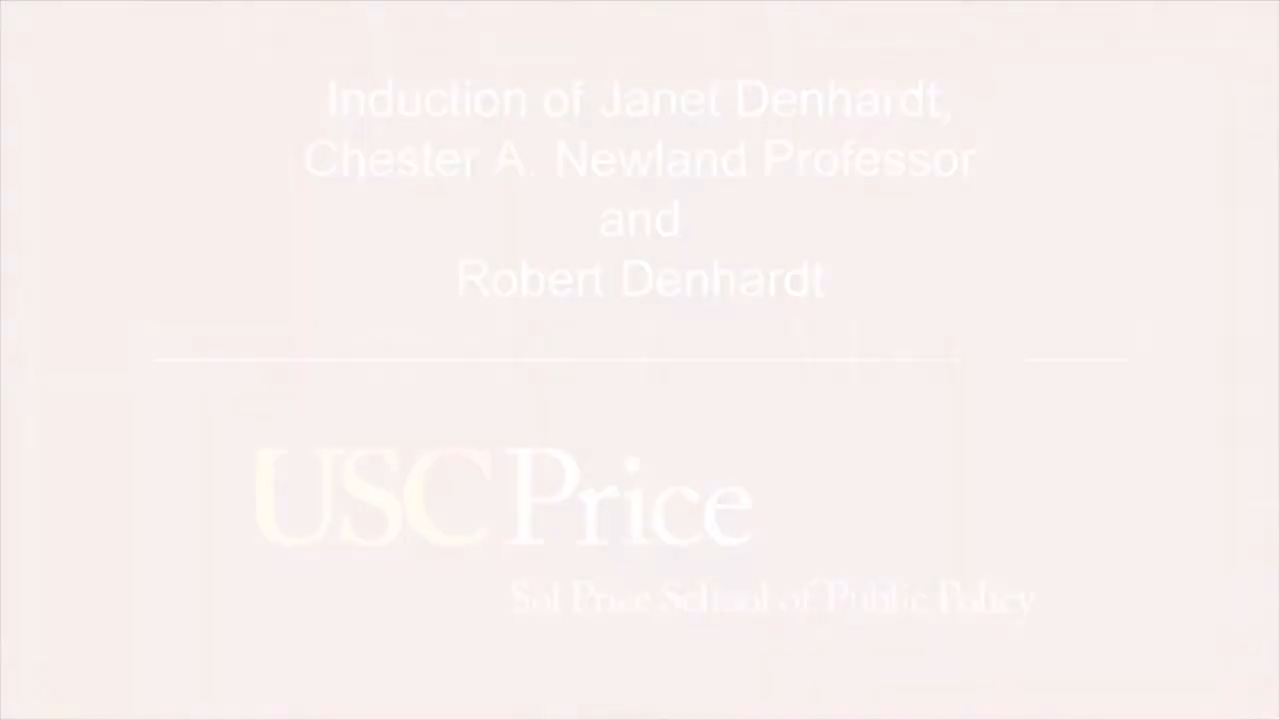 Induction of Janet Denhardt,
Chester A. Newland Professor
and
Robert Denhardt
USC Price
Sol Price School of Public Policy